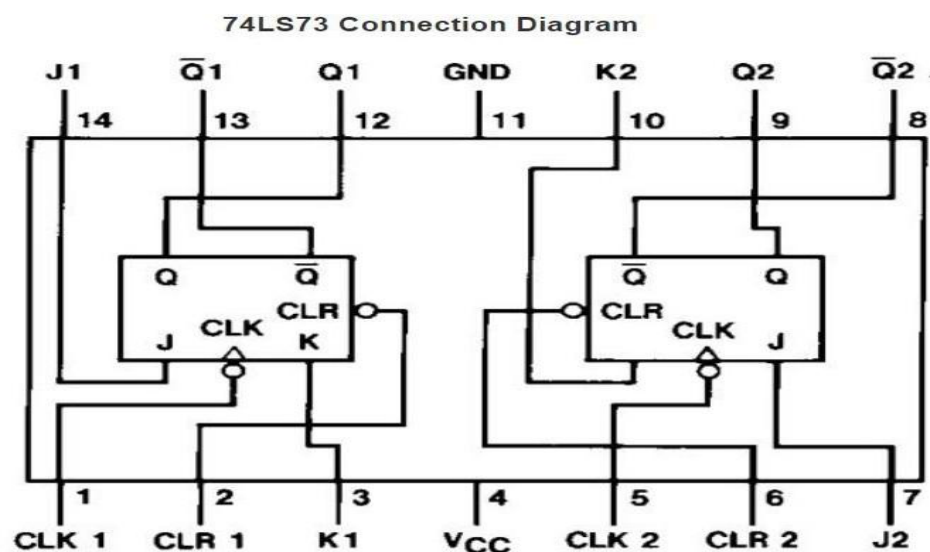 74LS73 Connection Diagram
J1 Q̅1 Q1 GND K2 Q2 Q̅2
14 13 12 11 10 9 8
Q Q̅ Q̅ Q
CLR CLR
CLK CLK
J K J
1 2 3 4 5 6 7
CLK 1 CLR 1 K1 VCC CLK 2 CLR 2 J2